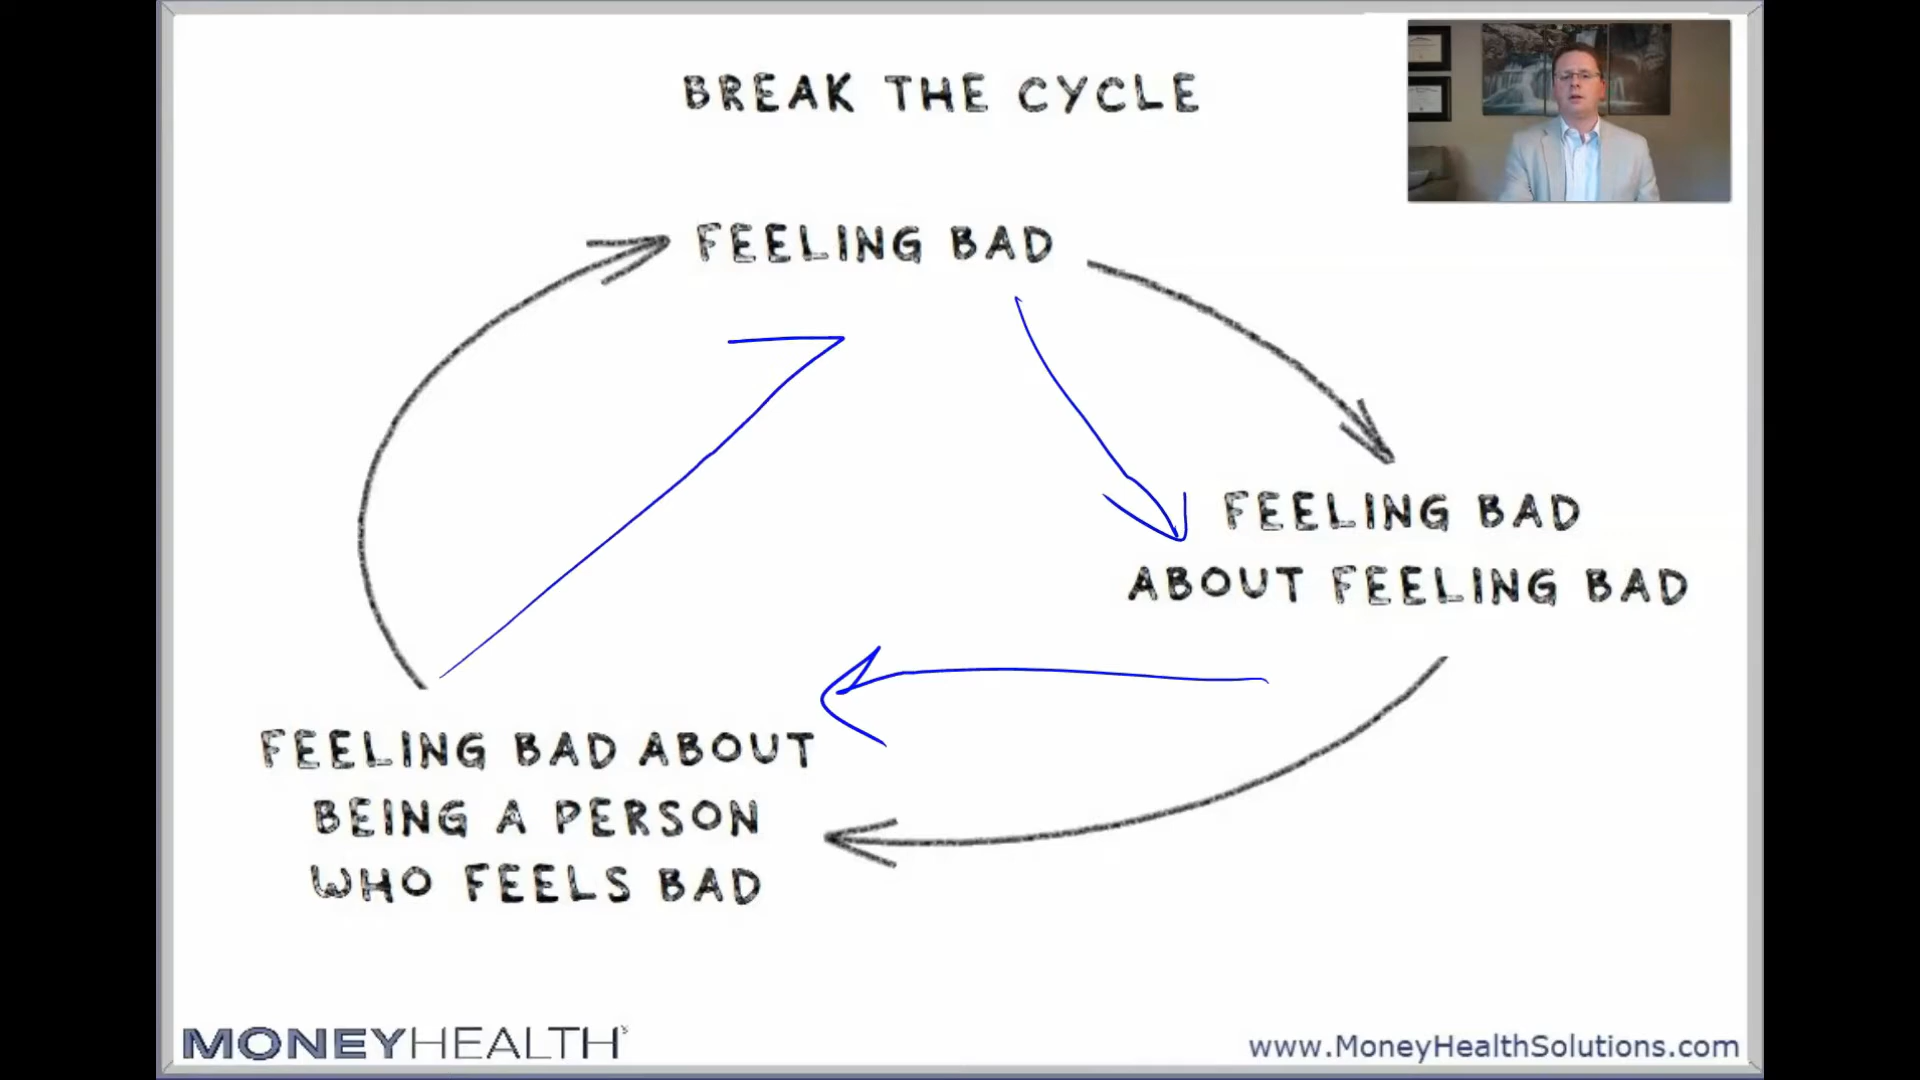 BREAK THE CYCLE
FEELING BAD
FEELING BAD
ABOUT FEELING BAD
FEELING BAD ABOUT
BEING A PERSON
WHO FEELS BAD
MONEYHEALTH
www.MoneyHealthSolutions.com